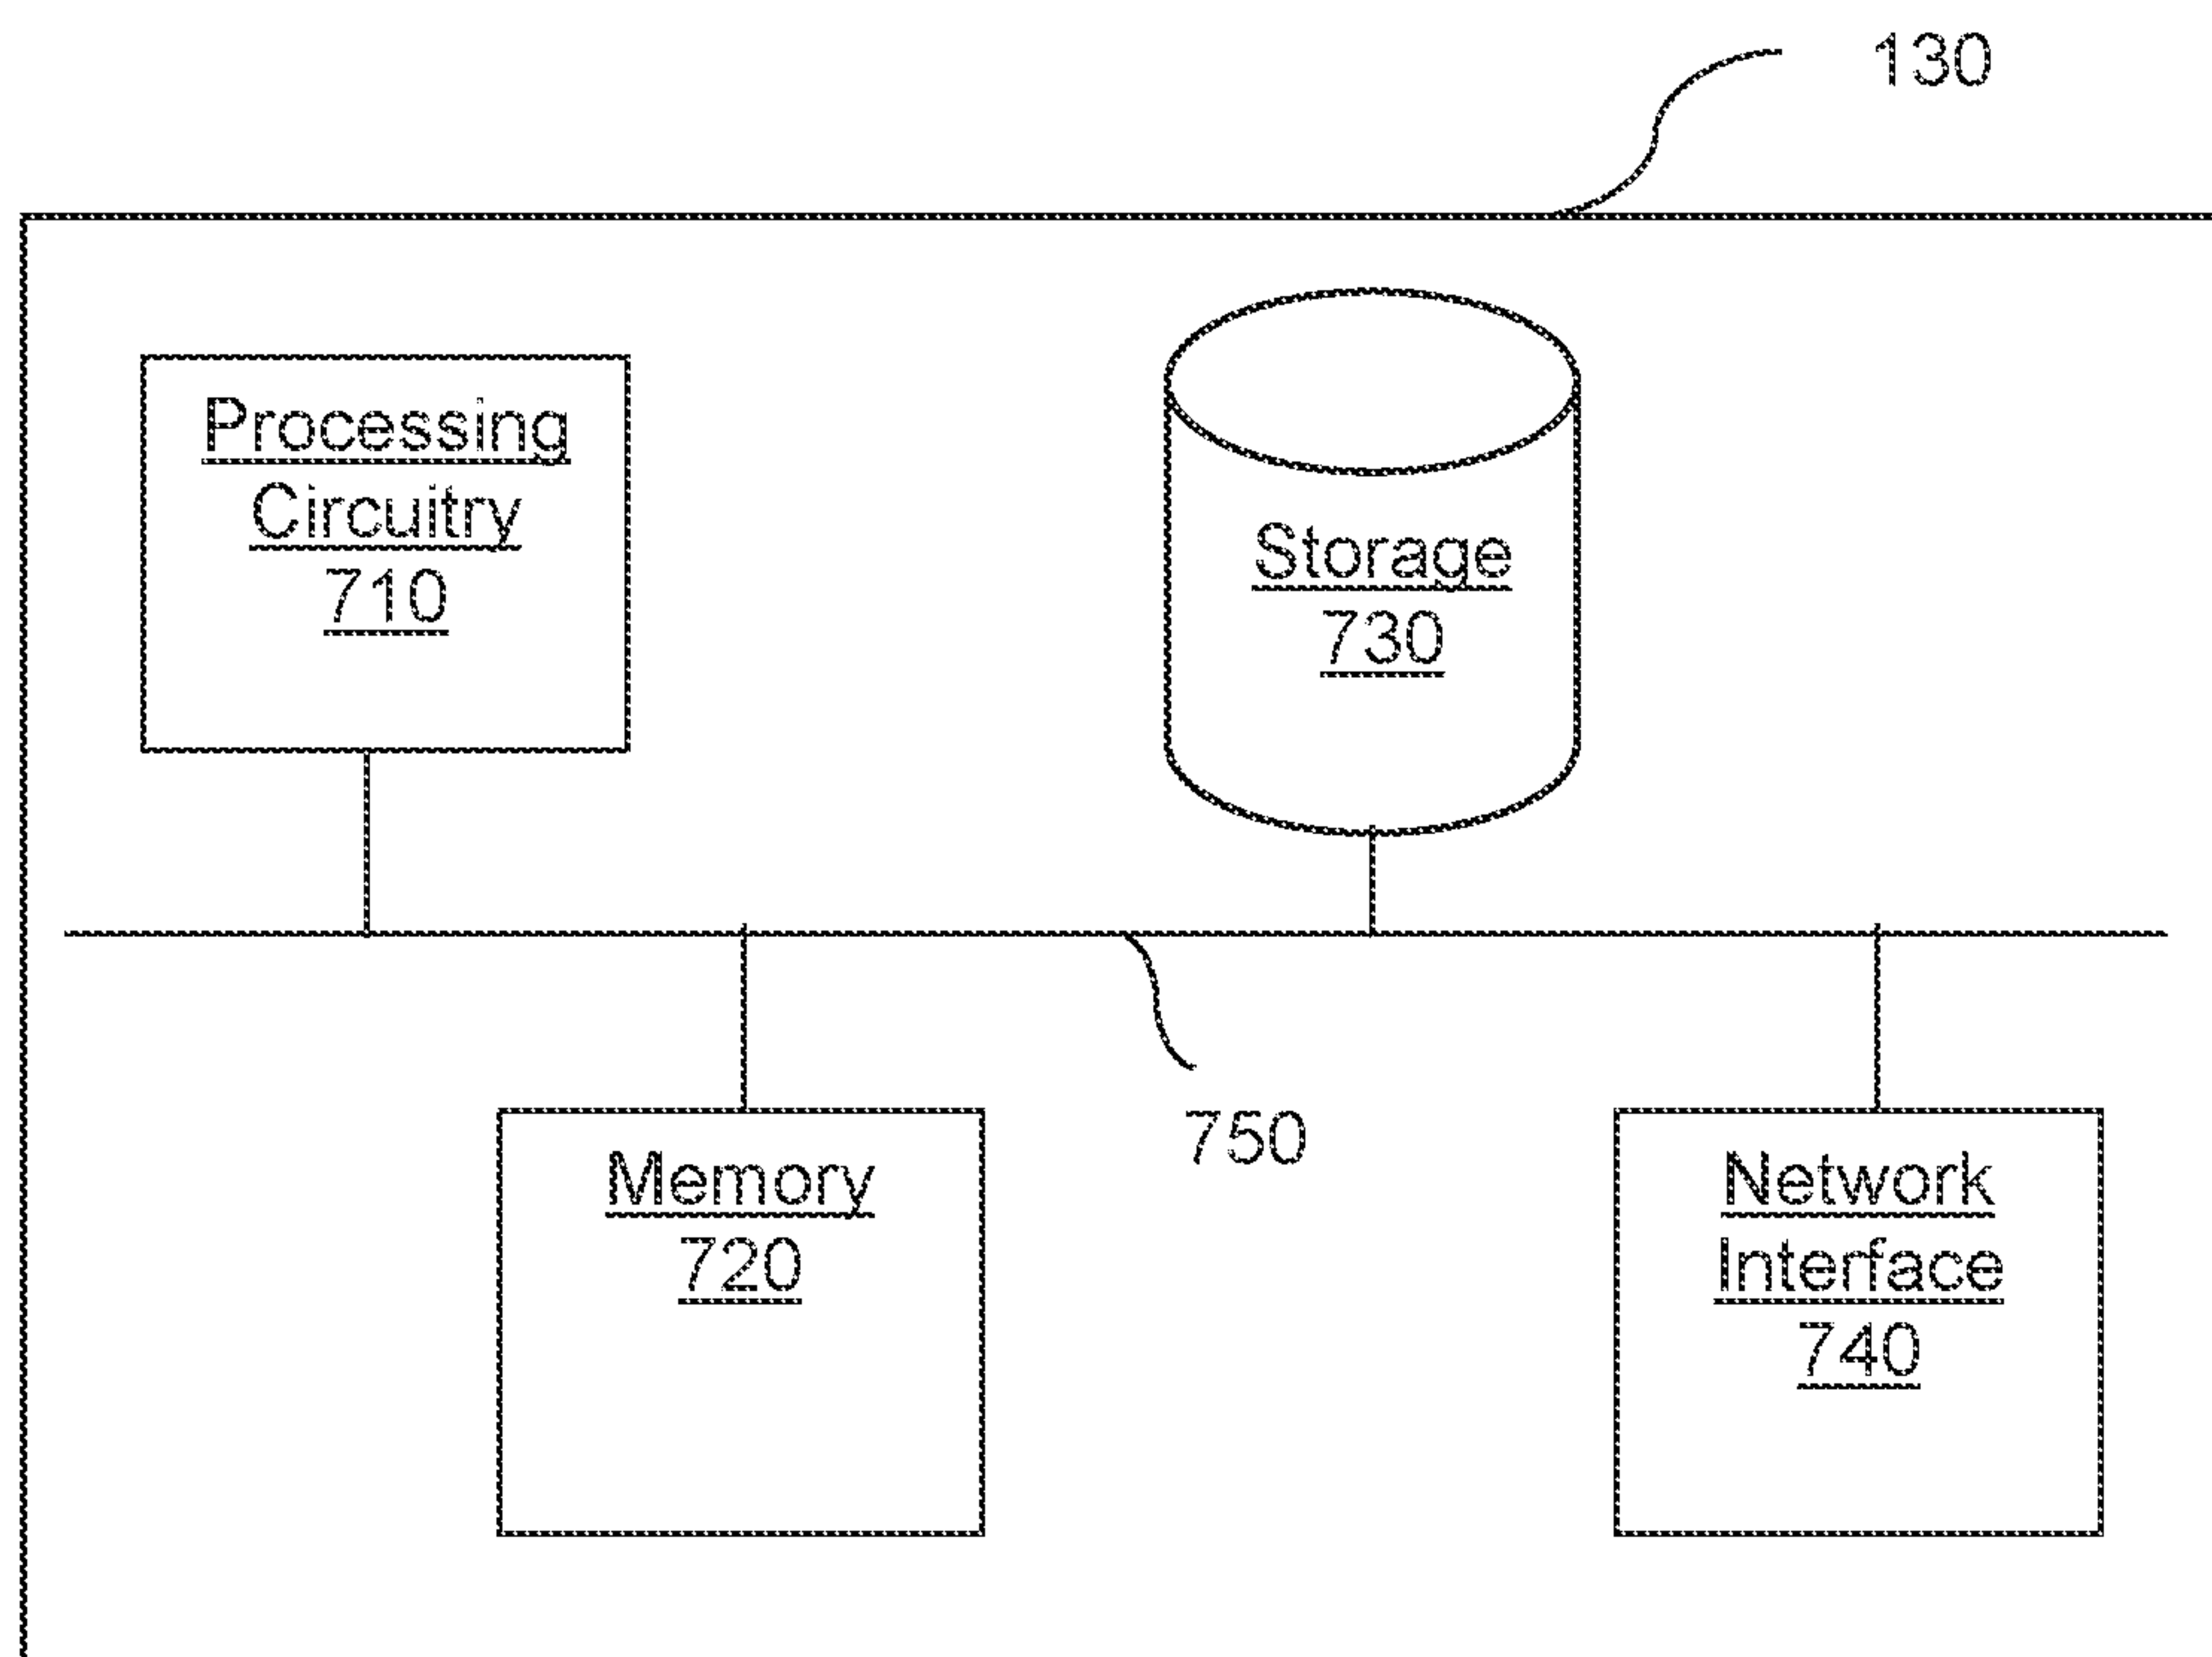 130
Processing
Circuitry
710
Storage
730
750
Memory
720
Network
Interface
740